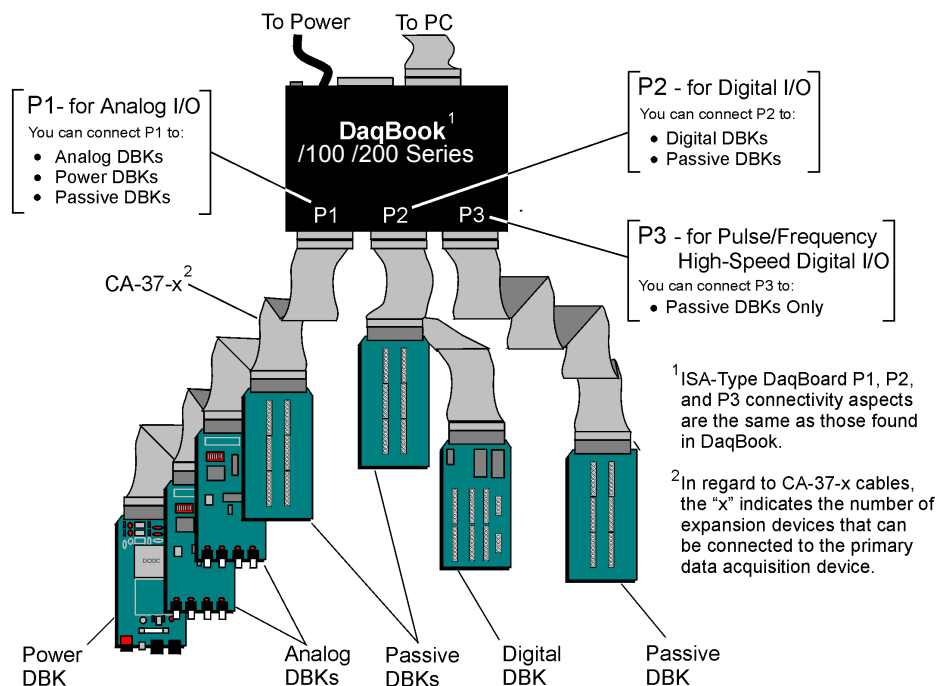 To Power
To PC
P1- for Analog I/O
You can connect P1 to:
● Analog DBKs
● Power DBKs
● Passive DBKs
DaqBook1
/100 /200 Series
P1 P2 P3
P2 - for Digital I/O
You can connect P2 to:
● Digital DBKs
● Passive DBKs
P3 - for Pulse/Frequency
High-Speed Digital I/O
You can connect P3 to:
● Passive DBKs Only
CA-37-x2
1ISA-Type DaqBoard P1, P2,
and P3 connectivity aspects
are the same as those found
in DaqBook.
2In regard to CA-37-x cables,
the “x” indicates the number of
expansion devices that can
be connected to the primary
data acquisition device.
DC/DC
Power
DBK
Analog
DBKs
Passive
DBKs
Digital
DBK
Passive
DBK